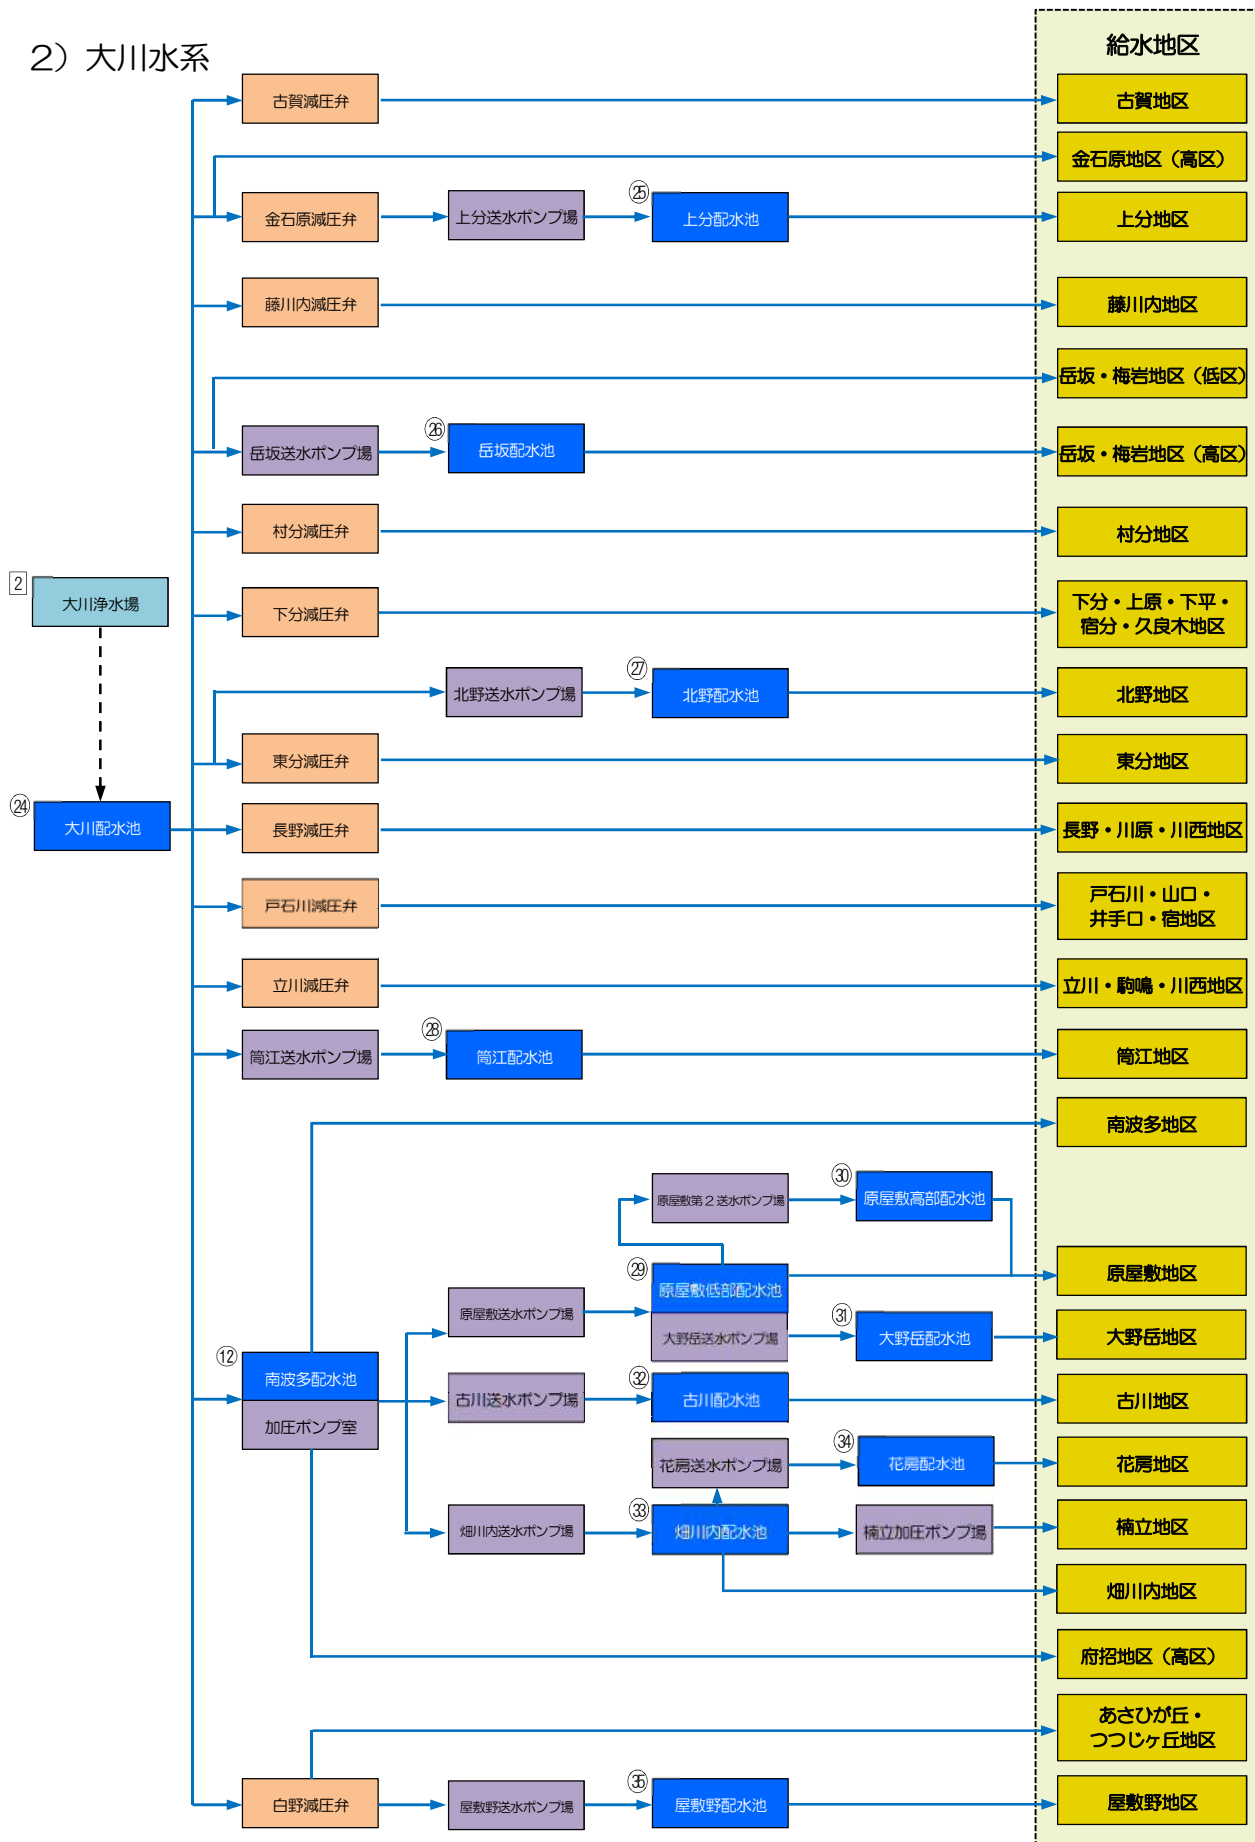 2）大川水系
給水地区
古賀減圧弁
古賀地区
金石原地区（高区）
金石原減圧弁
上分送水ポンプ場
㉕
上分配水池
上分地区
藤川内減圧弁
藤川内地区
岳坂・梅岩地区（低区）
岳坂送水ポンプ場
㉖
岳坂配水池
岳坂・梅岩地区（高区）
村分減圧弁
村分地区
2
大川浄水場
下分減圧弁
下分・上原・下平・
宿分・久良木地区
北野送水ポンプ場
㉗
北野配水池
北野地区
東分減圧弁
東分地区
㉔
大川配水池
長野減圧弁
長野・川原・川西地区
戸石川減圧弁
戸石川・山口・
井手口・宿地区
立川減圧弁
立川・駒鳴・川西地区
筒江送水ポンプ場
㉘
筒江配水池
筒江地区
南波多地区
原屋敷第2送水ポンプ場
㉚
原屋敷高部配水池
原屋敷送水ポンプ場
㉙
原屋敷低部配水池
原屋敷地区
大野岳送水ポンプ場
㉛
大野岳配水池
大野岳地区
⑫
南波多配水池
加圧ポンプ室
古川送水ポンプ場
㉜
古川配水池
古川地区
花房送水ポンプ場
㉞
花房配水池
花房地区
畑川内送水ポンプ場
㉝
畑川内配水池
楠立加圧ポンプ場
楠立地区
畑川内地区
府招地区（高区）
あさひが丘・
つつじヶ丘地区
白野減圧弁
屋敷野送水ポンプ場
㉟
屋敷野配水池
屋敷野地区